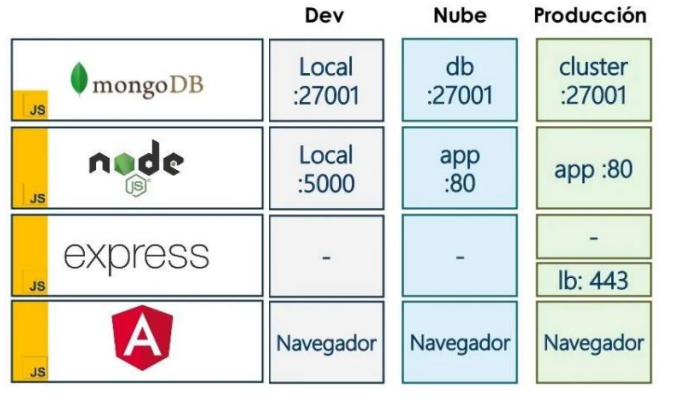 Dev Nube Producción
mongoDB
JS
Local
:27001
db
:27001
cluster
:27001
node
JS
JS
Local
:5000
app
:80
app :80
express
JS
-
-
-
lb: 443
A
JS
Navegador
Navegador
Navegador